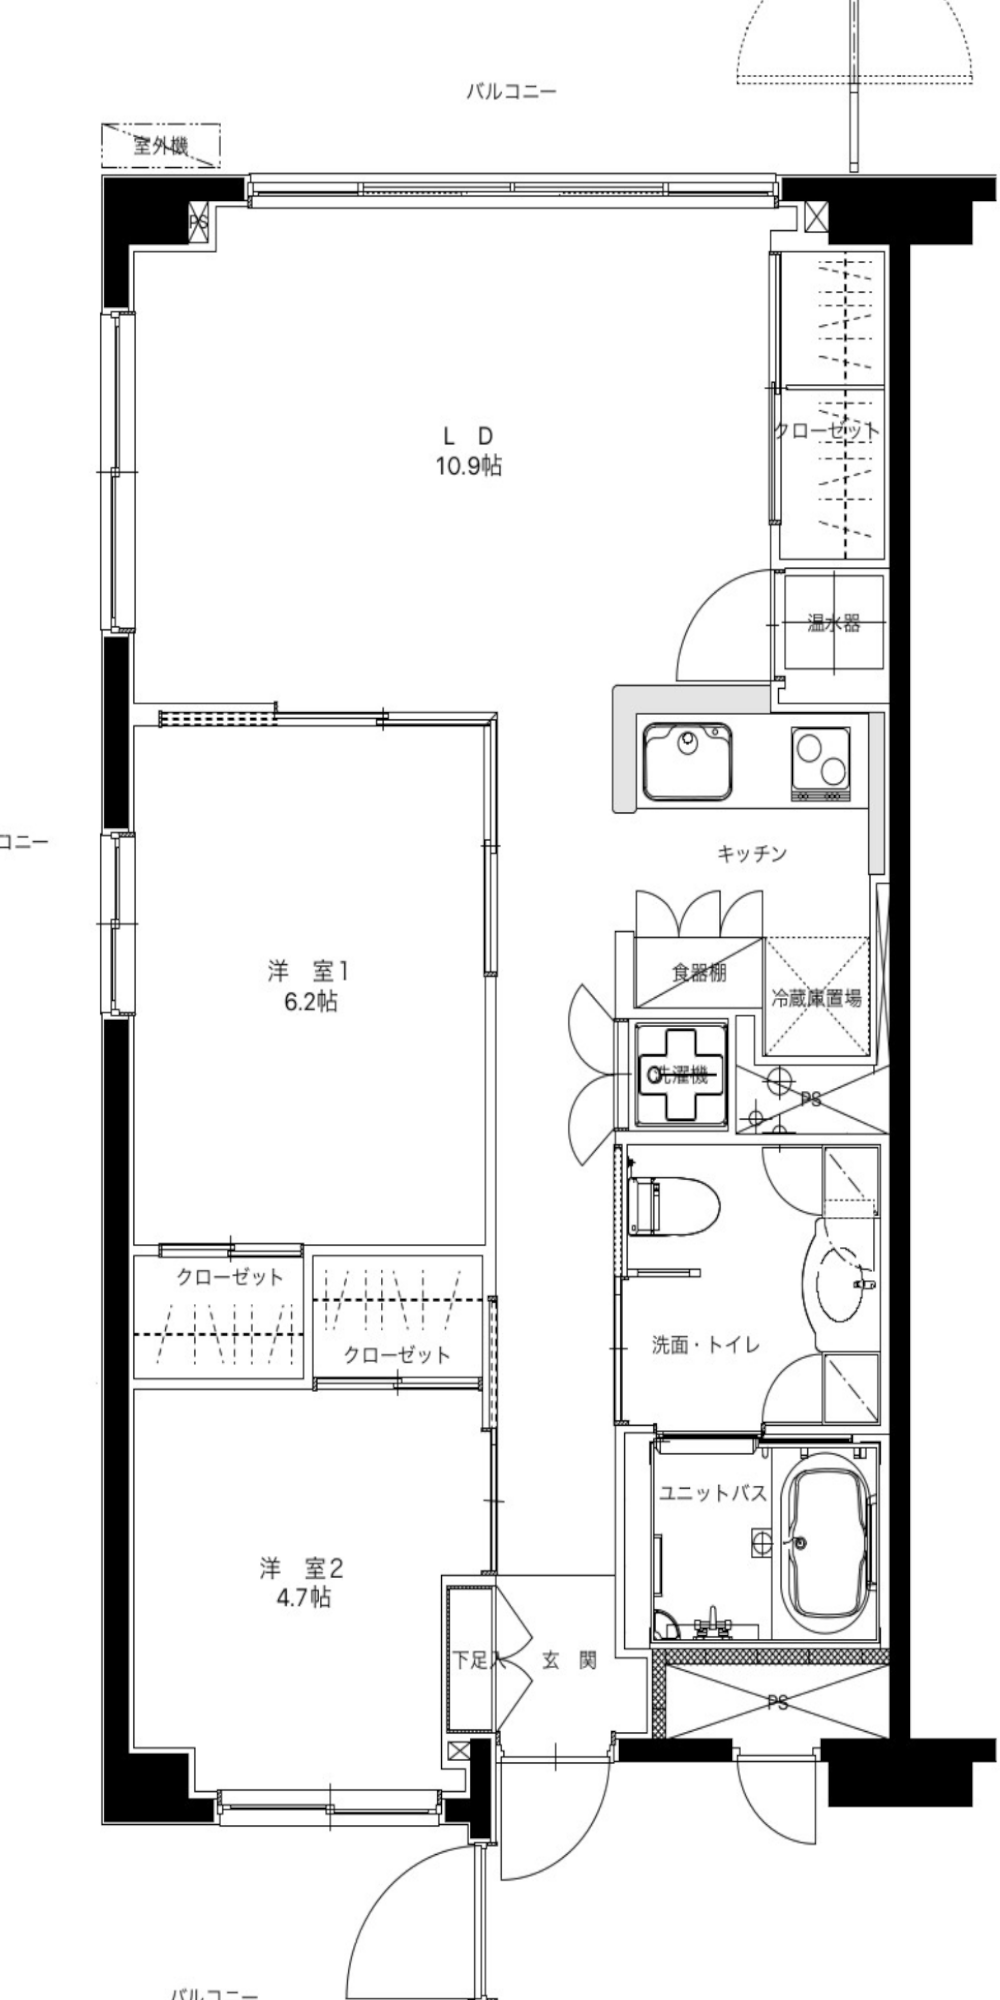 バルコニー
室外機
PS
L D
10.9帖
クローゼット
温水器
キッチン
コニー
洋 室1
6.2帖
食器棚
冷蔵庫置場
洗濯機
PS
クローゼット
クローゼット
洗面・トイレ
ユニットバス
洋 室2
4.7帖
下足入
玄 関
PS
バルコニー